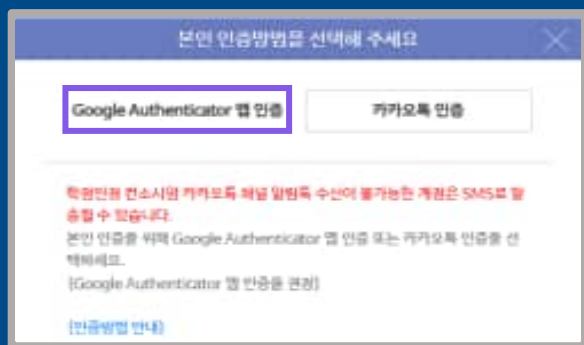 본인 인증방법을 선택해 주세요
Google Authenticator 앱 인증
카카오톡 인증
학점인정 컨소시엄 카카오톡 채널 알림톡 수신이 불가능한 계정은 SMS로 발
송될 수 있습니다.
본인 인증을 위해 Google Authenticator 앱 인증 또는 카카오톡 인증을 선
택하세요.
[Google Authenticator 앱 인증을 권장]
[인증방법 안내]